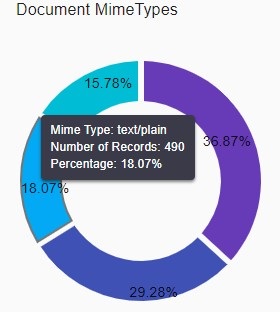 Document MimeTypes
15.78%
Mime Type: text/plain
Number of Records: 490
Percentage: 18.07%
36.87%
18.07%
29.28%